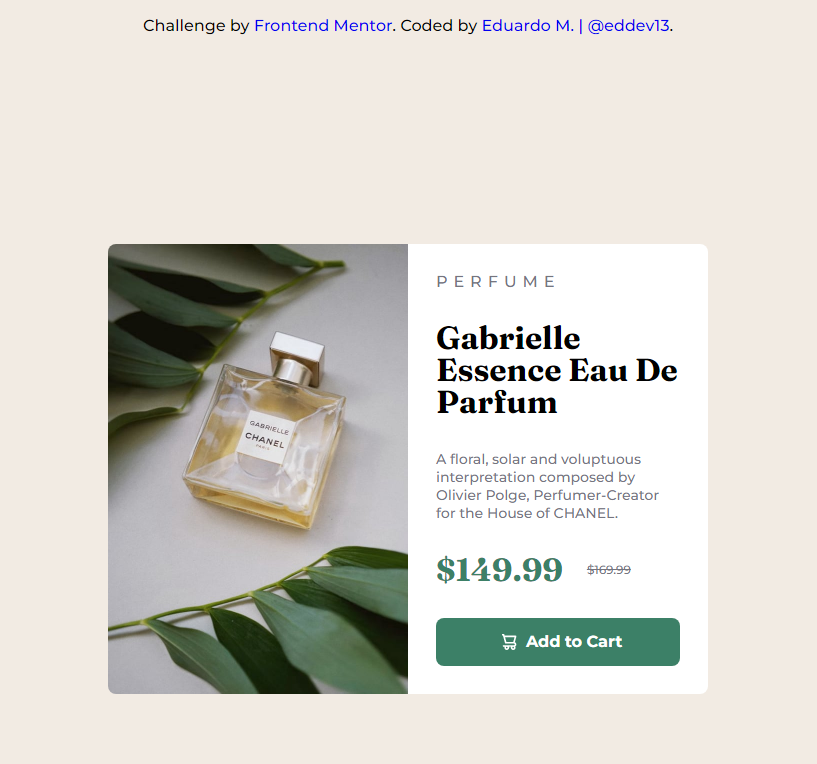 Challenge by Frontend Mentor. Coded by Eduardo M. | @eddev13.
GABRIELLE
CHANEL
PARIS
PERFUME
Gabrielle
Essence Eau De
Parfum
A floral, solar and voluptuous
interpretation composed by
Olivier Polge, Perfumer-Creator
for the House of CHANEL.
$149.99 $169.99
Add to Cart